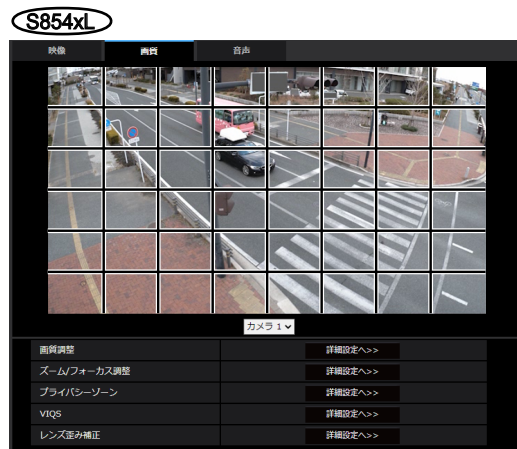 S854xL
映像 画質 音声
カメラ 1
画質調整 詳細設定へ>>
ズーム/フォーカス調整 詳細設定へ>>
プライバシーゾーン 詳細設定へ>>
VIQS 詳細設定へ>>
レンズ歪み補正 詳細設定へ>>